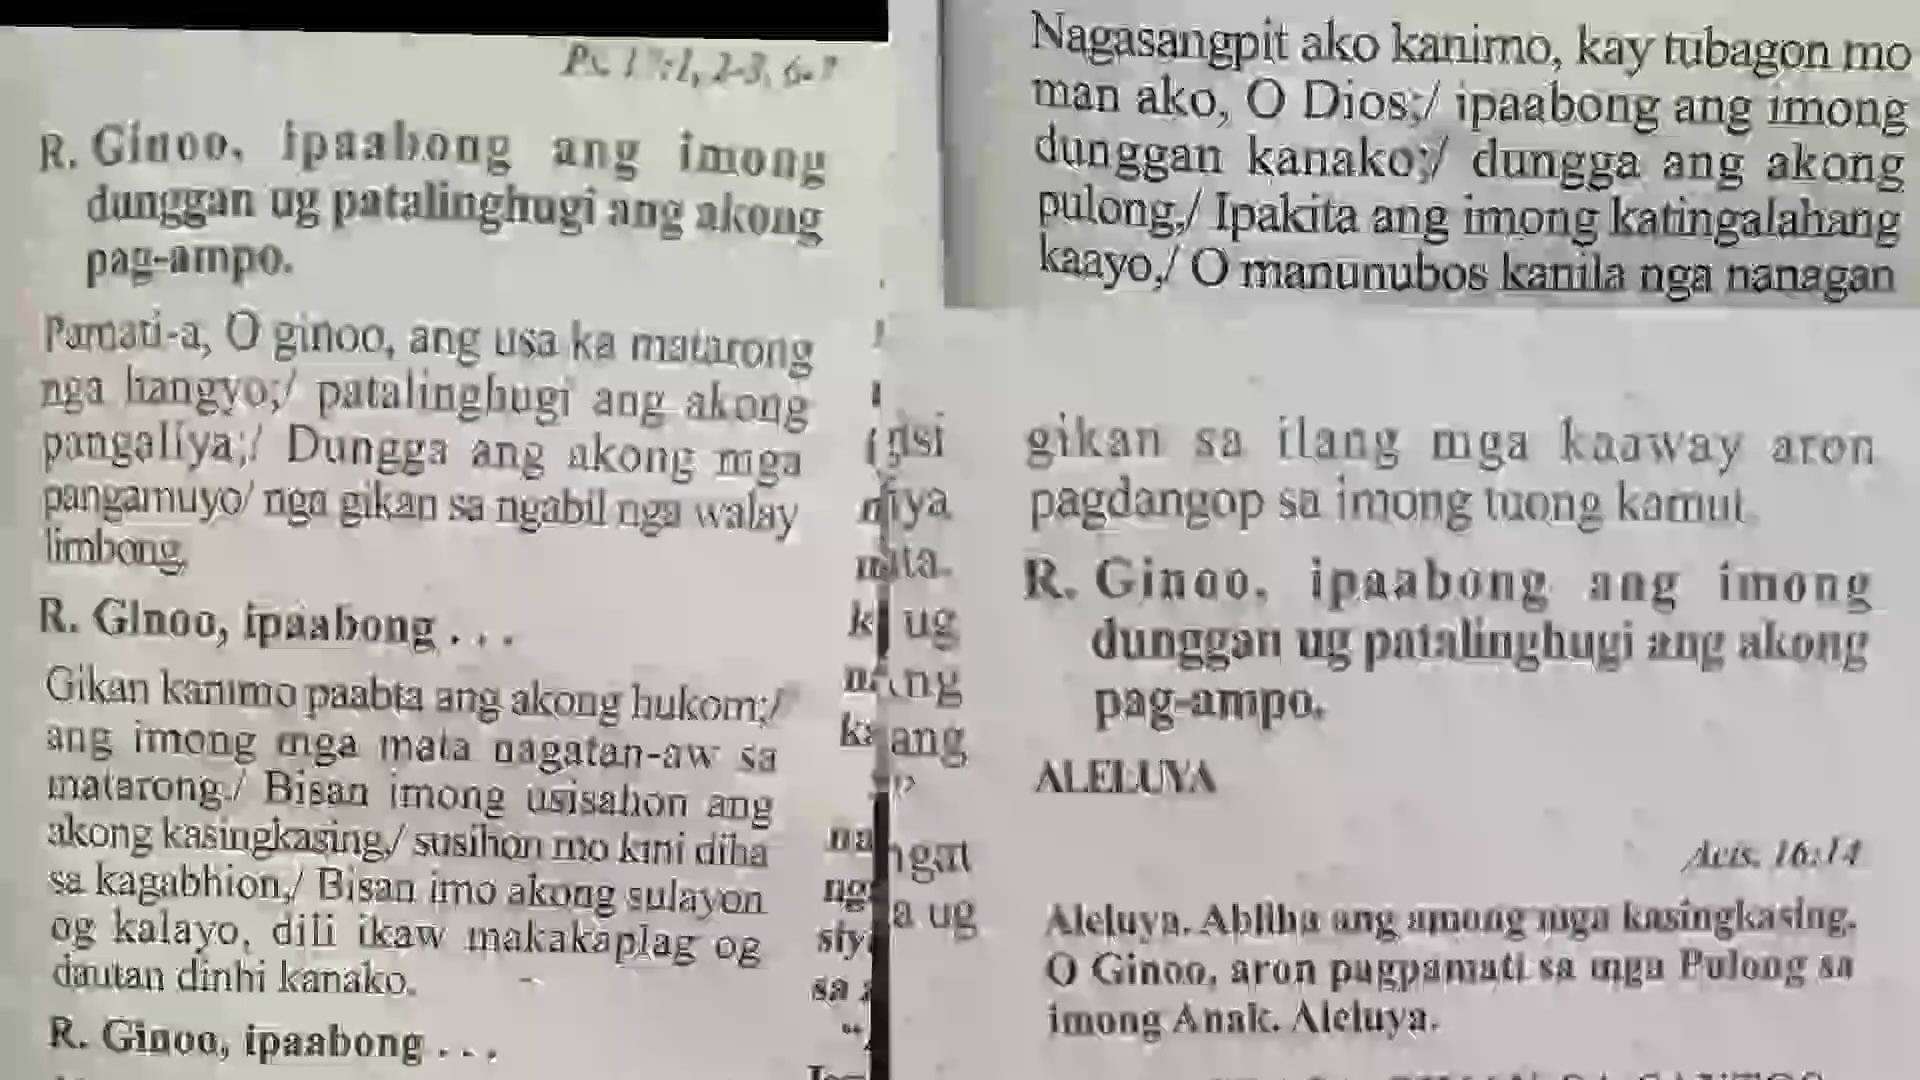 Ps. 17:1, 2-3, 6-7
R. Ginoo, ipaabong ang imong
dunggan ug patalinghugi ang akong
pag-ampo.
Pamati-a, O ginoo, ang usa ka matarong
nga hangyo;/ patalinghugi ang akong
pangaliya;/ Dungga ang akong mga
pangamuyo/ nga gikan sa ngabil nga walay
limbong.
R. GInoo, ipaabong . . .
Gikan kanimo paabta ang akong hukom;/
ang imong mga mata nagatan-aw sa
matarong./ Bisan imong usisahon ang
akong kasingkasing,/ susihon mo kini diha
sa kagabhion,/ Bisan imo akong sulayon
og kalayo, dili ikaw makakaplag og
dautan dinhi kanako.
R. Ginoo, ipaabong . . .
Nagasangpit ako kanimo, kay tubagon mo
man ako, O Dios;/ ipaabong ang imong
dunggan kanako;/ dungga ang akong
pulong,/ Ipakita ang imong katingalahang
kaayo,/ O manunubos kanila nga nanagan
gikan sa ilang mga kaaway aron
pagdangop sa imong tuong kamut.
R. Ginoo, ipaabong ang imong
dunggan ug patalinghugi ang akong
pag-ampo.
ALELUYA
Acts. 16:14
Aleluya. Abliha ang among mga kasingkasing,
O Ginoo, aron pagpamati sa mga Pulong sa
imong Anak. Aleluya.